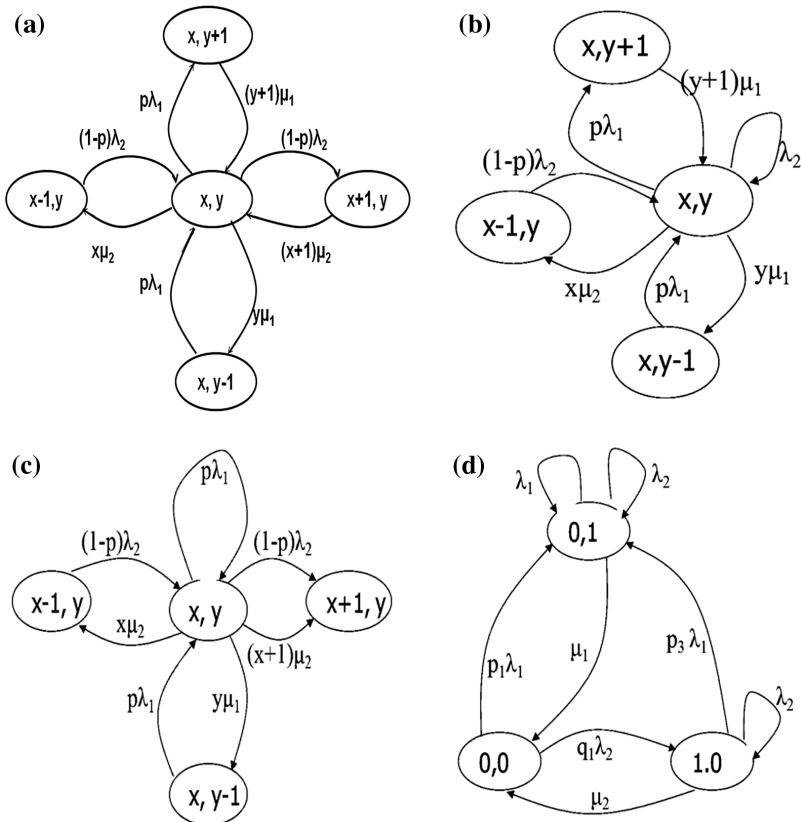 (a)
x, y+1
pλ₁
(y+1)μ₁
(1-p)λ₂
(1-p)λ₂
x-1,y
x, y
x+1, y
xμ₂
(x+1)μ₂
pλ₁
yμ₁
x, y-1
(b)
x,y+1
(y+1)μ₁
pλ₁
λ₂
(1-p)λ₂
x,y
x-1,y
xμ₂
pλ₁
yμ₁
x,y-1
(c)
pλ₁
(1-p)λ₂
(1-p)λ₂
x-1, y
x, y
x+1, y
xμ₂
(x+1)μ₂
pλ₁
yμ₁
x, y-1
(d)
λ₁
λ₂
0,1
p₁λ₁
μ₁
p₃ λ₁
λ₂
q₁λ₂
0,0
1.0
μ₂